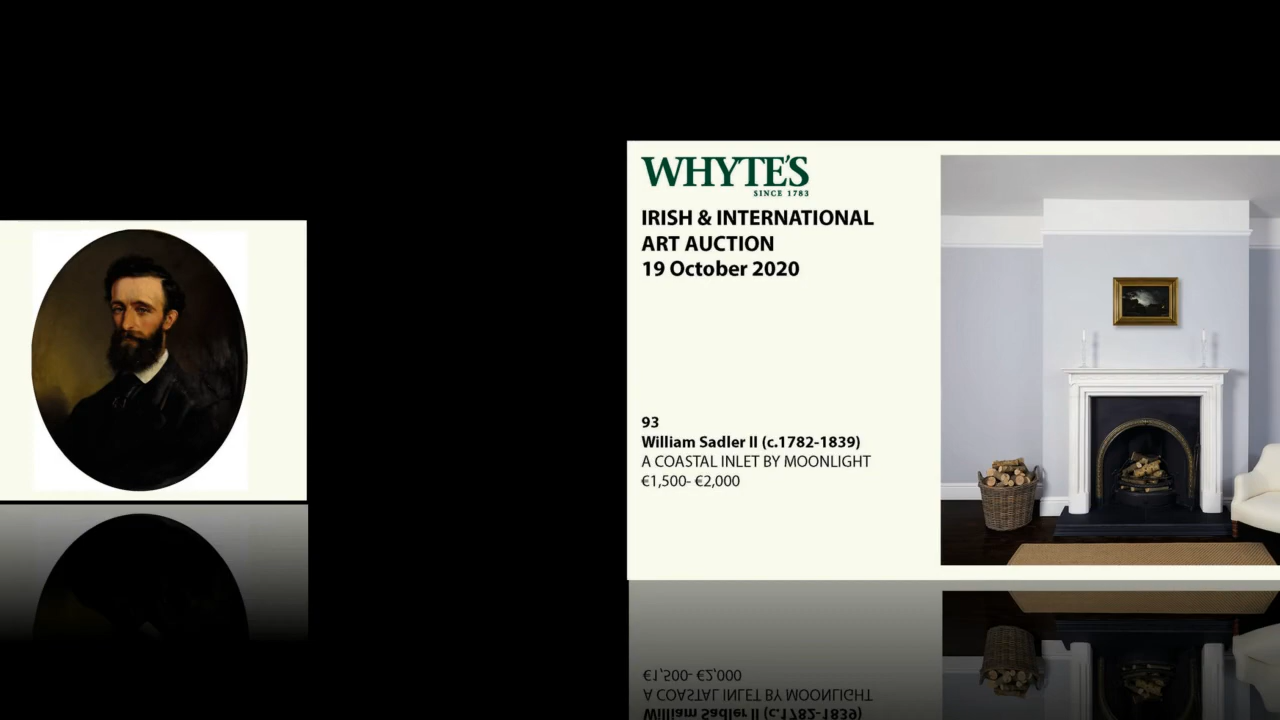 WHYTE'S
SINCE 1783
IRISH & INTERNATIONAL
ART AUCTION
19 October 2020
93
William Sadler II (c.1782-1839)
A COASTAL INLET BY MOONLIGHT
€1,500- €2,000